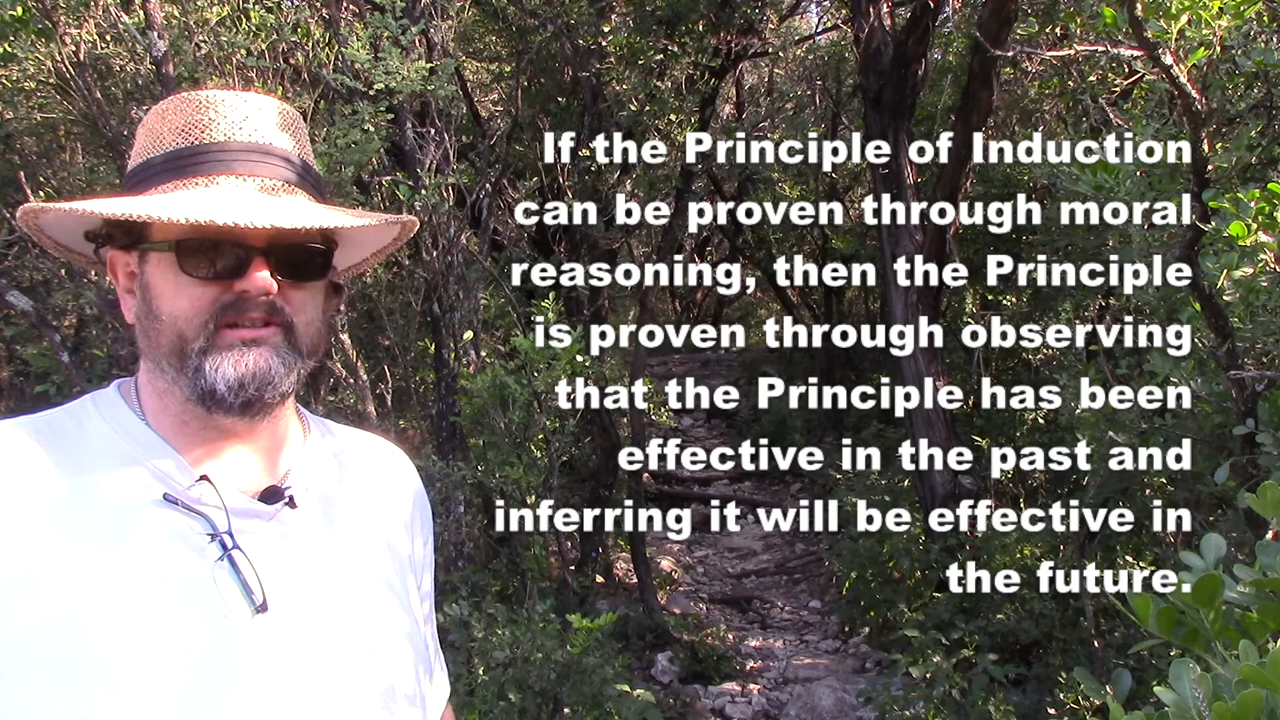 If the Principle of Induction
can be proven through moral
reasoning, then the Principle
is proven through observing
that the Principle has been
effective in the past and
inferring it will be effective in
the future.